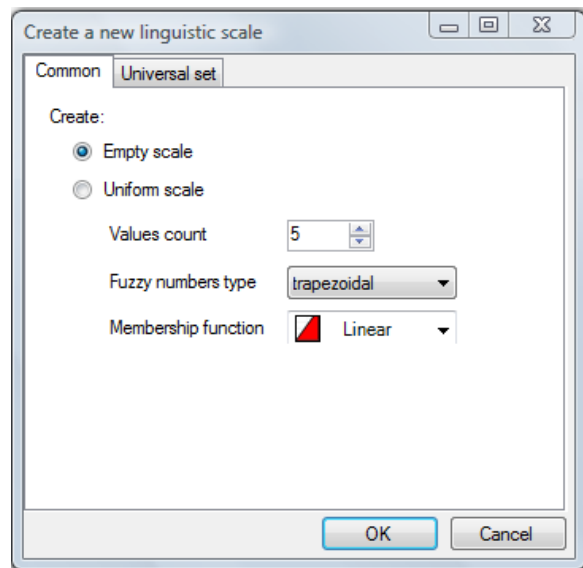 Create a new linguistic scale
Common Universal set
Create:
Empty scale
Uniform scale
Values count 5
Fuzzy numbers type trapezoidal
Membership function Linear
OK Cancel